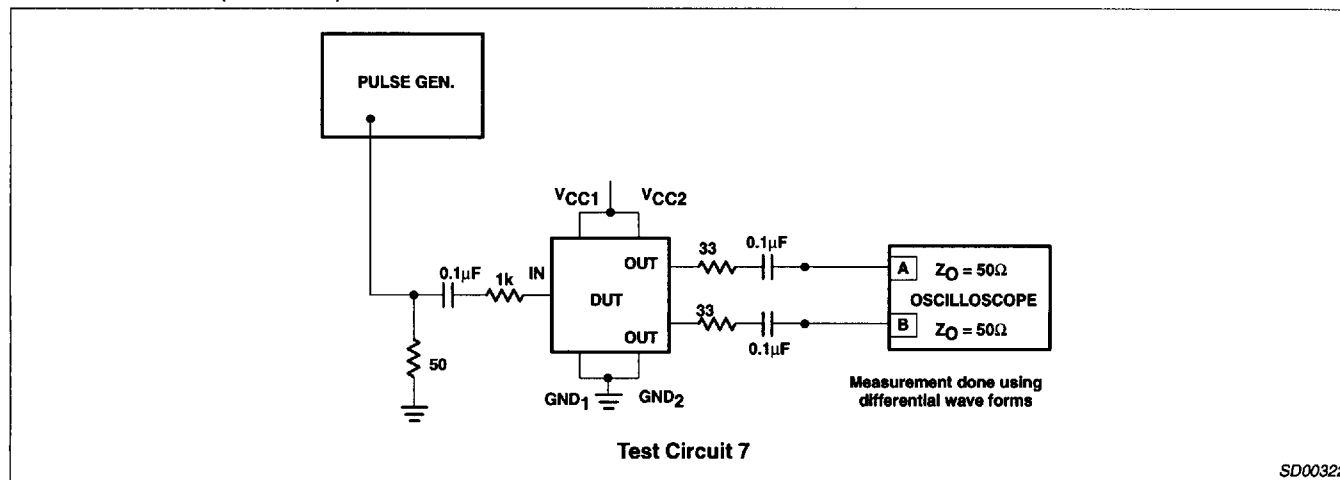 PULSE GEN.
VCC1 VCC2
0.1μF
1k
IN
50
OUT
DUT
OUT
GND1 GND2
33
0.1μF
33
0.1μF
A ZO = 50Ω
OSCILLOSCOPE
B ZO = 50Ω
Measurement done using
differential wave forms
Test Circuit 7
SD00322